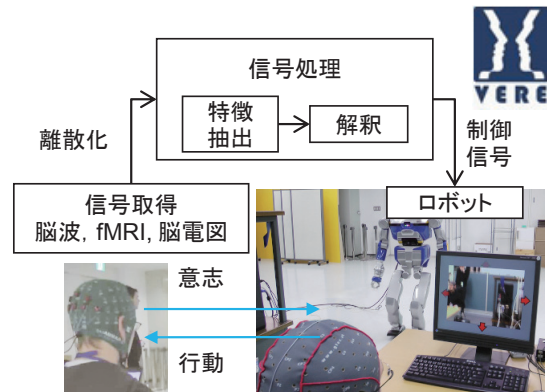 信号処理
特徴
抽出
解釈
VERE
離散化
制御
信号
信号取得
脳波, fMRI, 脳電図
ロボット
意志
行動